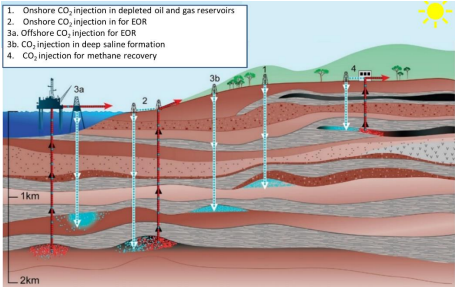 1. Onshore CO2 injection in depleted oil and gas reservoirs
2. Onshore CO2 injection in for EOR
3a. Offshore CO2 injection for EOR
3b. CO2 injection in deep saline formation
4. CO2 injection for methane recovery
3a
2
3b
1
4
1km
2km